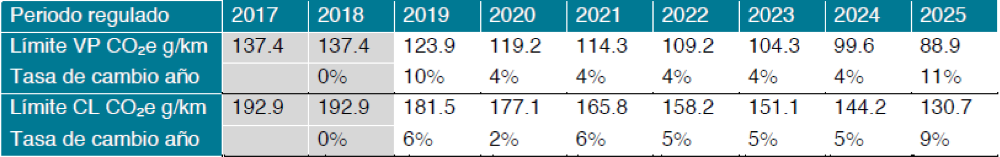 Periodo regulado 2017 2018 2019 2020 2021 2022 2023 2024 2025
Límite VP CO₂e g/km 137.4 137.4 123.9 119.2 114.3 109.2 104.3 99.6 88.9
Tasa de cambio año 0% 10% 4% 4% 4% 4% 4% 11%
Límite CL CO₂e g/km 192.9 192.9 181.5 177.1 165.8 158.2 151.1 144.2 130.7
Tasa de cambio año 0% 6% 2% 6% 5% 5% 5% 9%